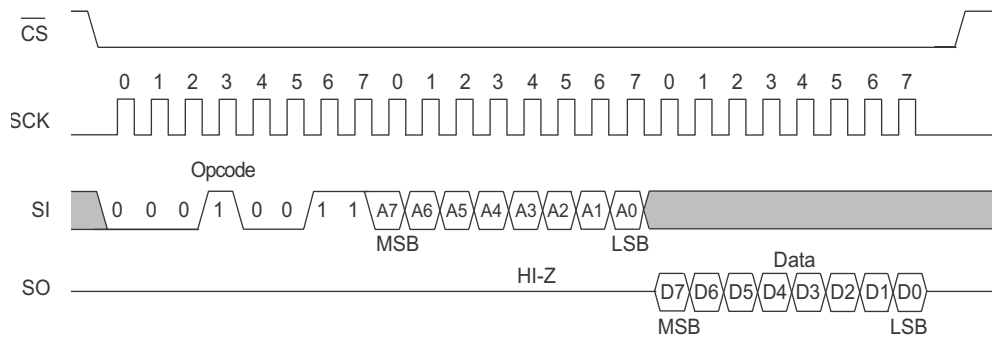 CS
0 1 2 3 4 5 6 7 0 1 2 3 4 5 6 7 0 1 2 3 4 5 6 7
SCK
Opcode
SI 0 0 0 1 0 0 1 1 A7 A6 A5 A4 A3 A2 A1 A0
MSB LSB
HI-Z Data
SO D7 D6 D5 D4 D3 D2 D1 D0
MSB LSB